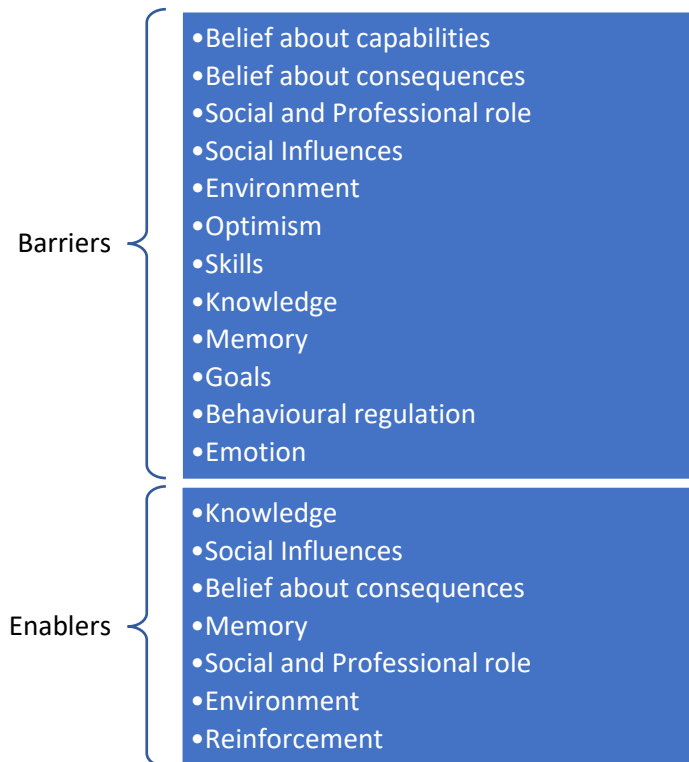 Barriers
•Belief about capabilities
•Belief about consequences
•Social and Professional role
•Social Influences
•Environment
•Optimism
•Skills
•Knowledge
•Memory
•Goals
•Behavioural regulation
•Emotion
Enablers
•Knowledge
•Social Influences
•Belief about consequences
•Memory
•Social and Professional role
•Environment
•Reinforcement